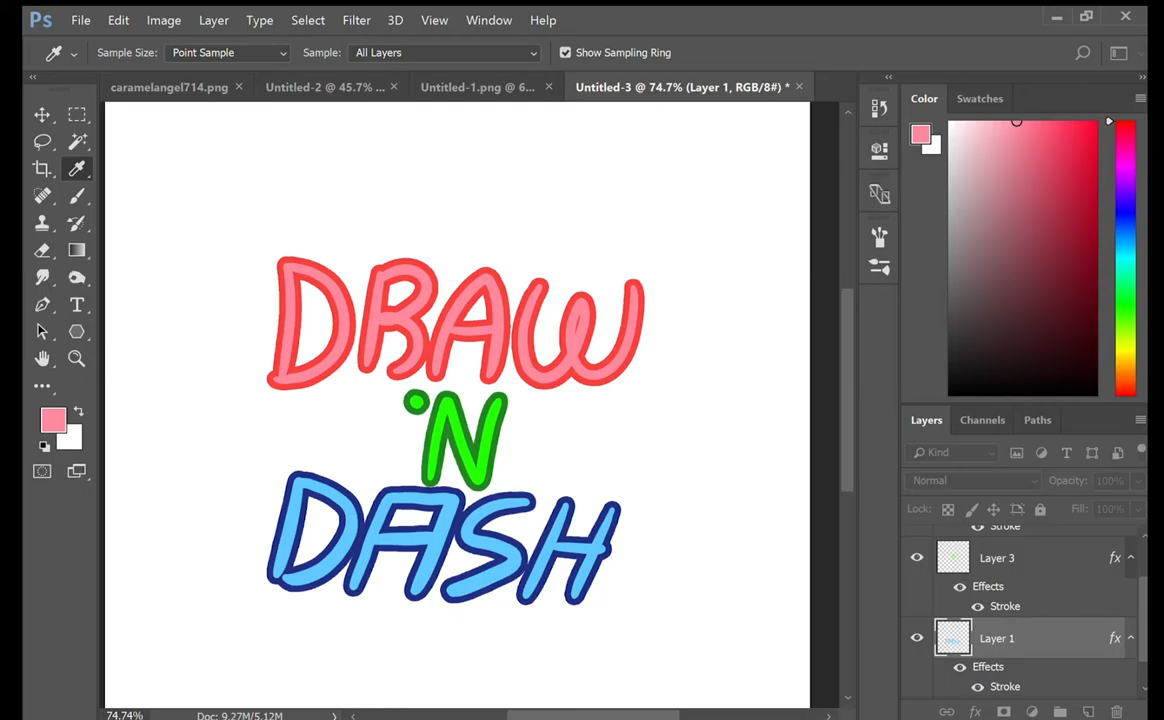 Ps File Edit Image Layer Type Select Filter 3D View Window Help
Sample Size: Point Sample Sample: All Layers Show Sampling Ring
caramelangel714.png × Untitled-2 @ 45.7% ... × Untitled-1.png @ 6... × Untitled-3 @ 74.7% (Layer 1, RGB/8#) * ×
Color Swatches
DRAW
'N
DASH
Layers Channels Paths
Kind
Normal Opacity: 100%
Lock: Fill: 100%
Stroke
Layer 3 fx
Effects
Stroke
Layer 1 fx
Effects
Stroke
74.74% Doc: 9.27M/5.12M